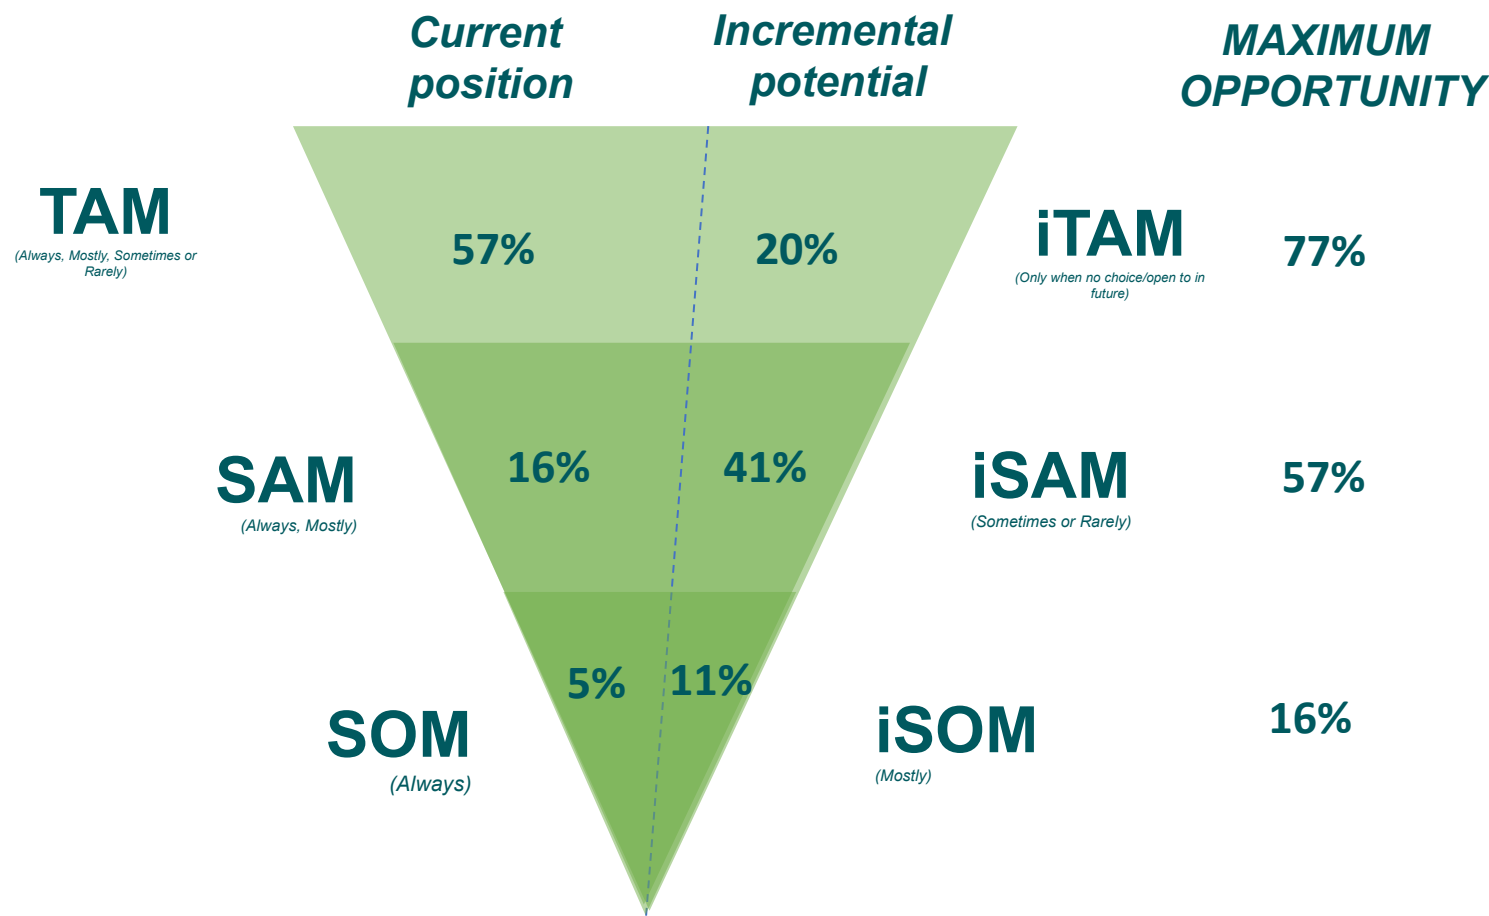 Current
position
Incremental
potential
MAXIMUM
OPPORTUNITY
TAM
(Always, Mostly, Sometimes or
Rarely)
57%
20%
iTAM
(Only when no choice/open to in
future)
77%
SAM
(Always, Mostly)
16%
41%
iSAM
(Sometimes or Rarely)
57%
SOM
(Always)
5%
11%
iSOM
(Mostly)
16%